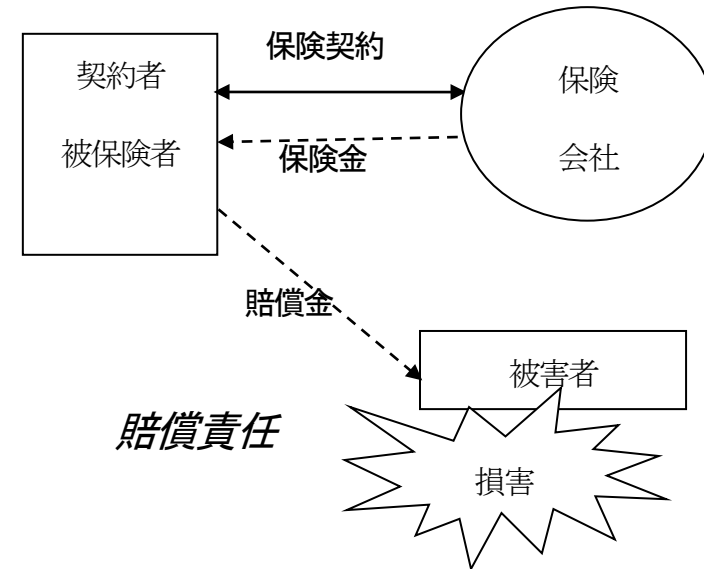 保険契約
契約者
被保険者
保険
会社
保険金
賠償金
被害者
賠償責任
損害